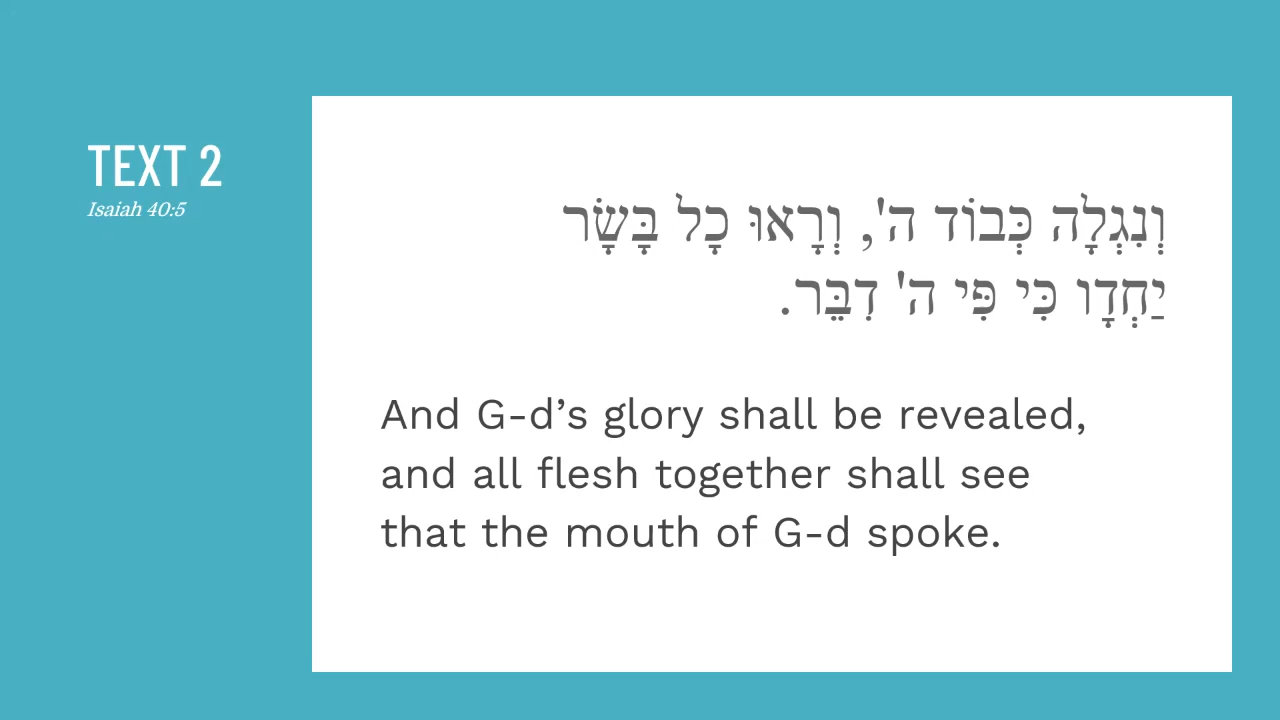 TEXT 2
Isaiah 40:5
וְנִגְלָה כְּבוֹד ה', וְרָאוּ כָל בָּשָׂר
יַחְדָו כִּי פִּי ה' דִבֵּר.
And G-d’s glory shall be revealed,
and all flesh together shall see
that the mouth of G-d spoke.